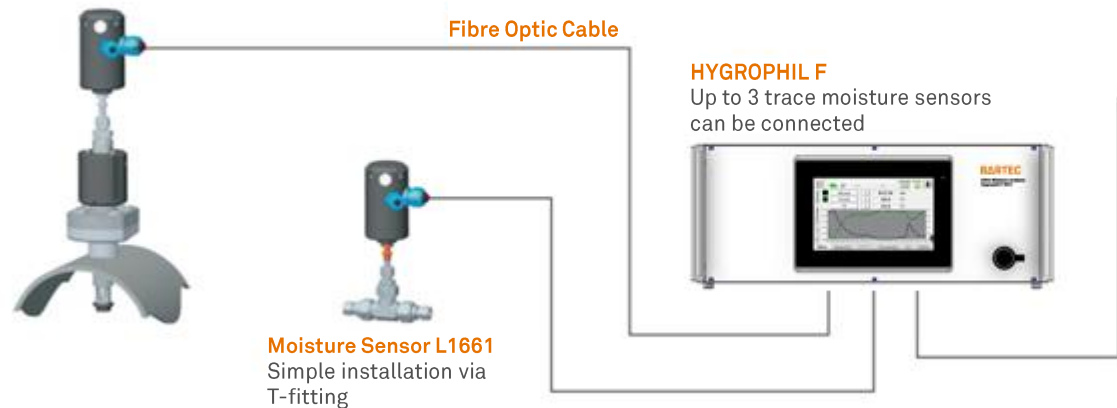 Fibre Optic Cable
HYGROPHIL F
Up to 3 trace moisture sensors
can be connected
BARTEC
Moisture Sensor L1661
Simple installation via
T-fitting